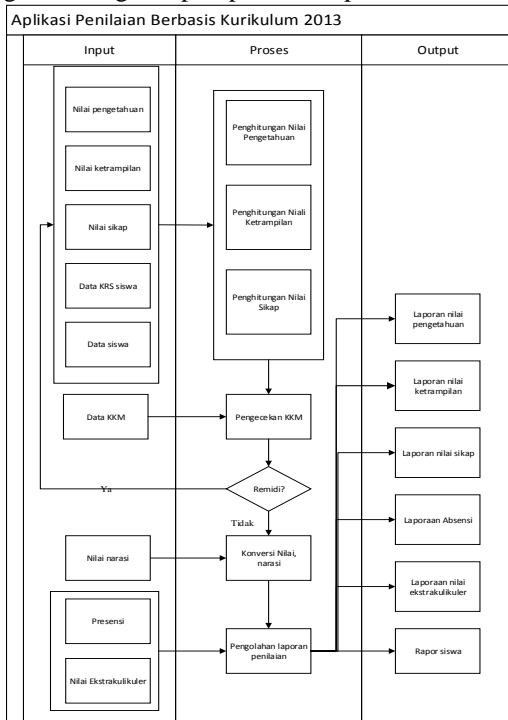 Aplikasi Penilaian Berbasis Kurikulum 2013
Input
Proses
Output
Nilai pengetahuan
Nilai ketrampilan
Nilai sikap
Data KRS siswa
Data siswa
Data KKM
Nilai narasi
Presensi
Nilai Ekstrakulikuler
Penghitungan Nilai
Pengetahuan
Penghitungan Niali
Ketrampilan
Penghitungan Nilai
Sikap
Pengecekan KKM
Remidi?
Ya
Tidak
Konversi Nilai,
narasi
Pengolahan laporan
penilaian
Laporan nilai
pengetahuan
Laporan nilai
ketrampilan
Laporan nilai sikap
Laporaan Absensi
Laporaan nilai
ekstrakulikuler
Rapor siswa